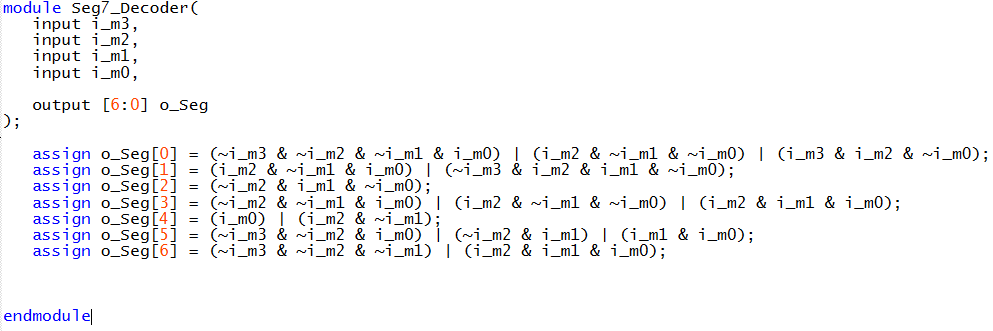 module Seg7_Decoder(
input i_m3,
input i_m2,
input i_m1,
input i_m0,
output [6:0] o_Seg
);
assign o_Seg[0] = (~i_m3 & ~i_m2 & ~i_m1 & i_m0) | (i_m2 & ~i_m1 & ~i_m0) | (i_m3 & i_m2 & ~i_m0);
assign o_Seg[1] = (i_m2 & ~i_m1 & i_m0) | (~i_m3 & i_m2 & i_m1 & ~i_m0);
assign o_Seg[2] = (~i_m2 & i_m1 & ~i_m0);
assign o_Seg[3] = (~i_m2 & ~i_m1 & i_m0) | (i_m2 & ~i_m1 & ~i_m0) | (i_m2 & i_m1 & i_m0);
assign o_Seg[4] = (i_m0) | (i_m2 & ~i_m1);
assign o_Seg[5] = (~i_m3 & ~i_m2 & i_m0) | (~i_m2 & i_m1) | (i_m1 & i_m0);
assign o_Seg[6] = (~i_m3 & ~i_m2 & ~i_m1) | (i_m2 & i_m1 & i_m0);
endmodule